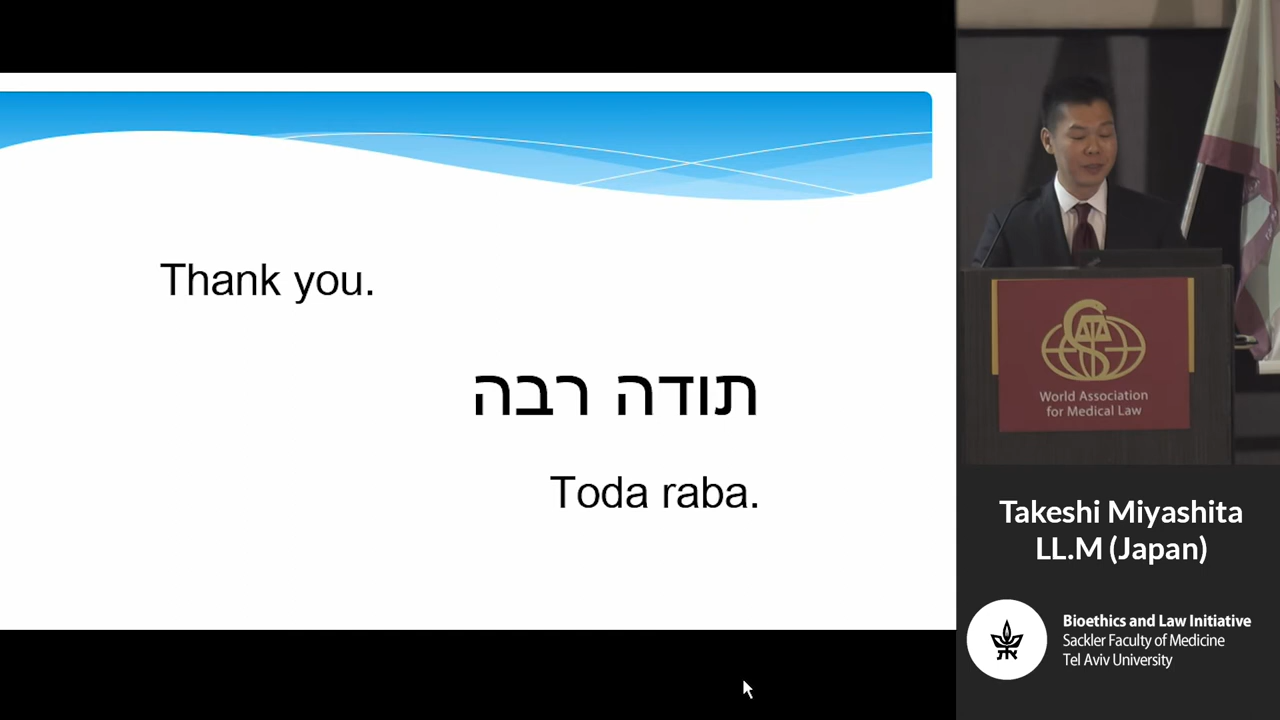 Thank you.
תודה רבה
Toda raba.
World Association
for Medical Law
Takeshi Miyashita
LL.M (Japan)
Bioethics and Law Initiative
Sackler Faculty of Medicine
Tel Aviv University